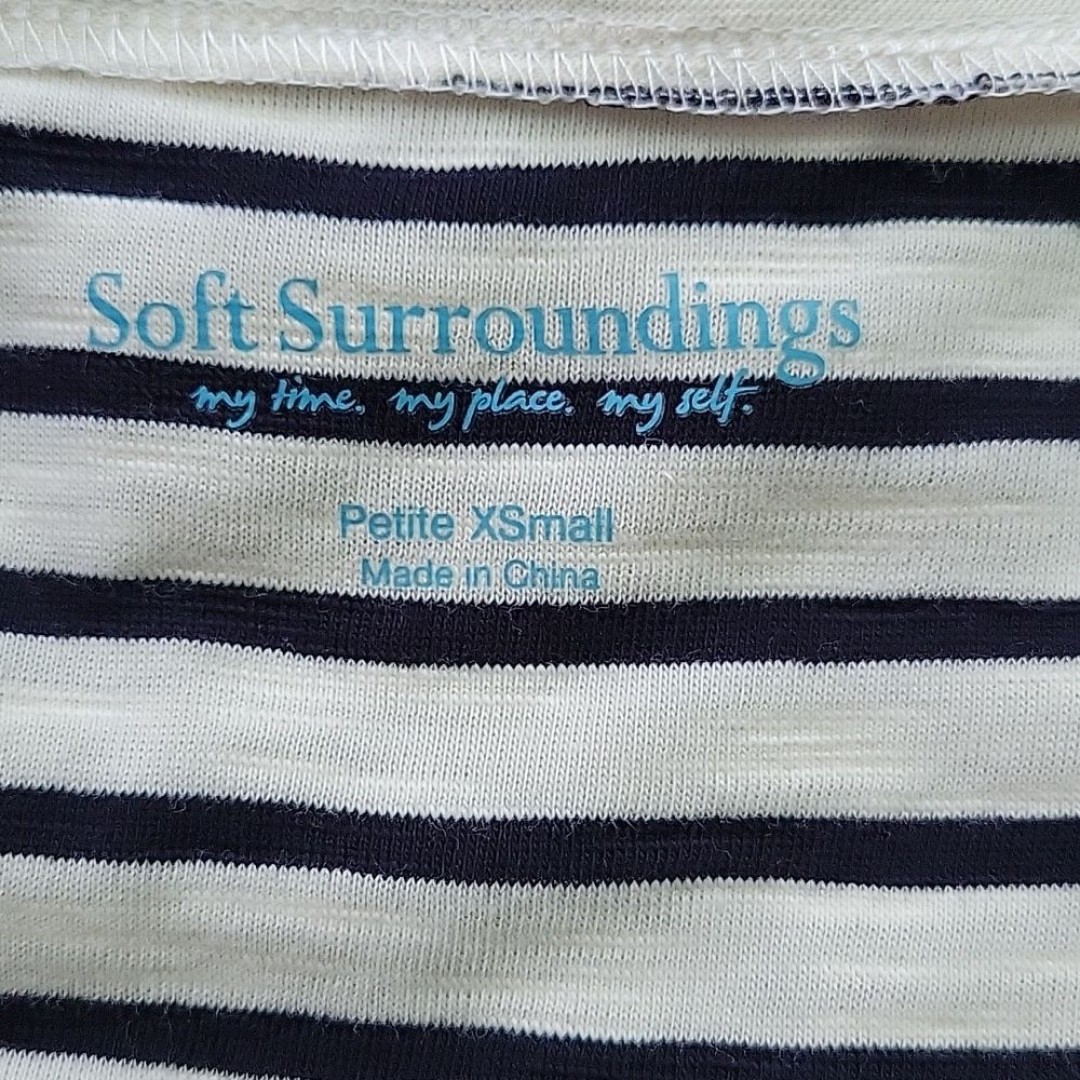 Soft Surroundings
my time. my place. my self.
Petite XSmall
Made in China